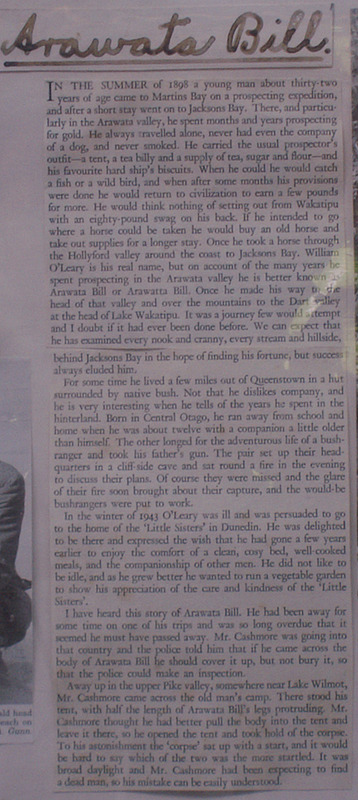 Arawata Bill.
IN THE SUMMER of 1898 a young man about thirty-two
years of age came to Martins Bay on a prospecting expedition,
and after a short stay went on to Jacksons Bay. There, and particu-
larly in the Arawata valley, he spent months and years prospecting
for gold. He always travelled alone, never had even the company
of a dog, and never smoked. He carried the usual prospector's
outfit—a tent, a tea billy and a supply of tea, sugar and flour—and
his favourite hard ship's biscuits. When he could he would catch
a fish or a wild bird, and when after some months his provisions
were done he would return to civilization to earn a few pounds
for more. He would think nothing of setting out from Wakatipu
with an eighty-pound swag on his back. If he intended to go
where a horse could be taken he would buy an old horse and
take out supplies for a longer stay. Once he took a horse through
the Hollyford valley around the coast to Jacksons Bay. William
O'Leary is his real name, but on account of the many years he
spent prospecting in the Arawata valley he is better known as
Arawata Bill or Arawata Bill. Once he made his way to the
head of that valley and over the mountains to the Dart valley
at the head of Lake Wakatipu. It was a journey few would attempt
and I doubt if it had ever been done before. We can expect that
he has examined every nook and cranny, every stream and hillside,
behind Jacksons Bay in the hope of finding his fortune, but success
always eluded him.
For some time he lived a few miles out of Queenstown in a hut
surrounded by native bush. Not that he dislikes company, and
he is very interesting when he tells of the years he spent in the
hinterland. Born in Central Otago, he ran away from school and
home when he was about twelve with a companion a little older
than himself. The other longed for the adventurous life of a bush-
ranger and took his father's gun. The pair set up their head-
quarters in a cliff-side cave and sat round a fire in the evening
to discuss their plans. Of course they were missed and the glare
of their fire soon brought about their capture, and the would-be
bushrangers were put to work.
In the winter of 1943 O'Leary was ill and was persuaded to go
to the home of the 'Little Sisters' in Dunedin. He was delighted
to be there and expressed the wish that he had gone a few years
earlier to enjoy the comfort of a clean, cosy bed, well-cooked
meals, and the companionship of other men. He did not like to
be idle, and as he grew better he wanted to run a vegetable garden
to show his appreciation of the care and kindness of the 'Little
Sisters'.
I have heard this story of Arawata Bill. He had been away for
some time on one of his trips and was so long overdue that it
seemed he must have passed away. Mr. Cashmore was going into
that country and the police told him that if he came across the
body of Arawata Bill he should cover it up, but not bury it, so
that the police could make an inspection.
Away up in the upper Pike valley, somewhere near Lake Wilmot,
Mr. Cashmore came across the old man's camp. There stood his
tent, with half the length of Arawata Bill's legs protruding. Mr.
Cashmore thought he had better pull the body into the tent and
leave it there, so he opened the tent and took hold of the corpse.
To his astonishment the 'corpse' sat up with a start, and it would
be hard to say which of the two was the more startled. It was
broad daylight and Mr. Cashmore had been expecting to find
a dead man, so his mistake can be easily understood.
ld head
each on
Gunn